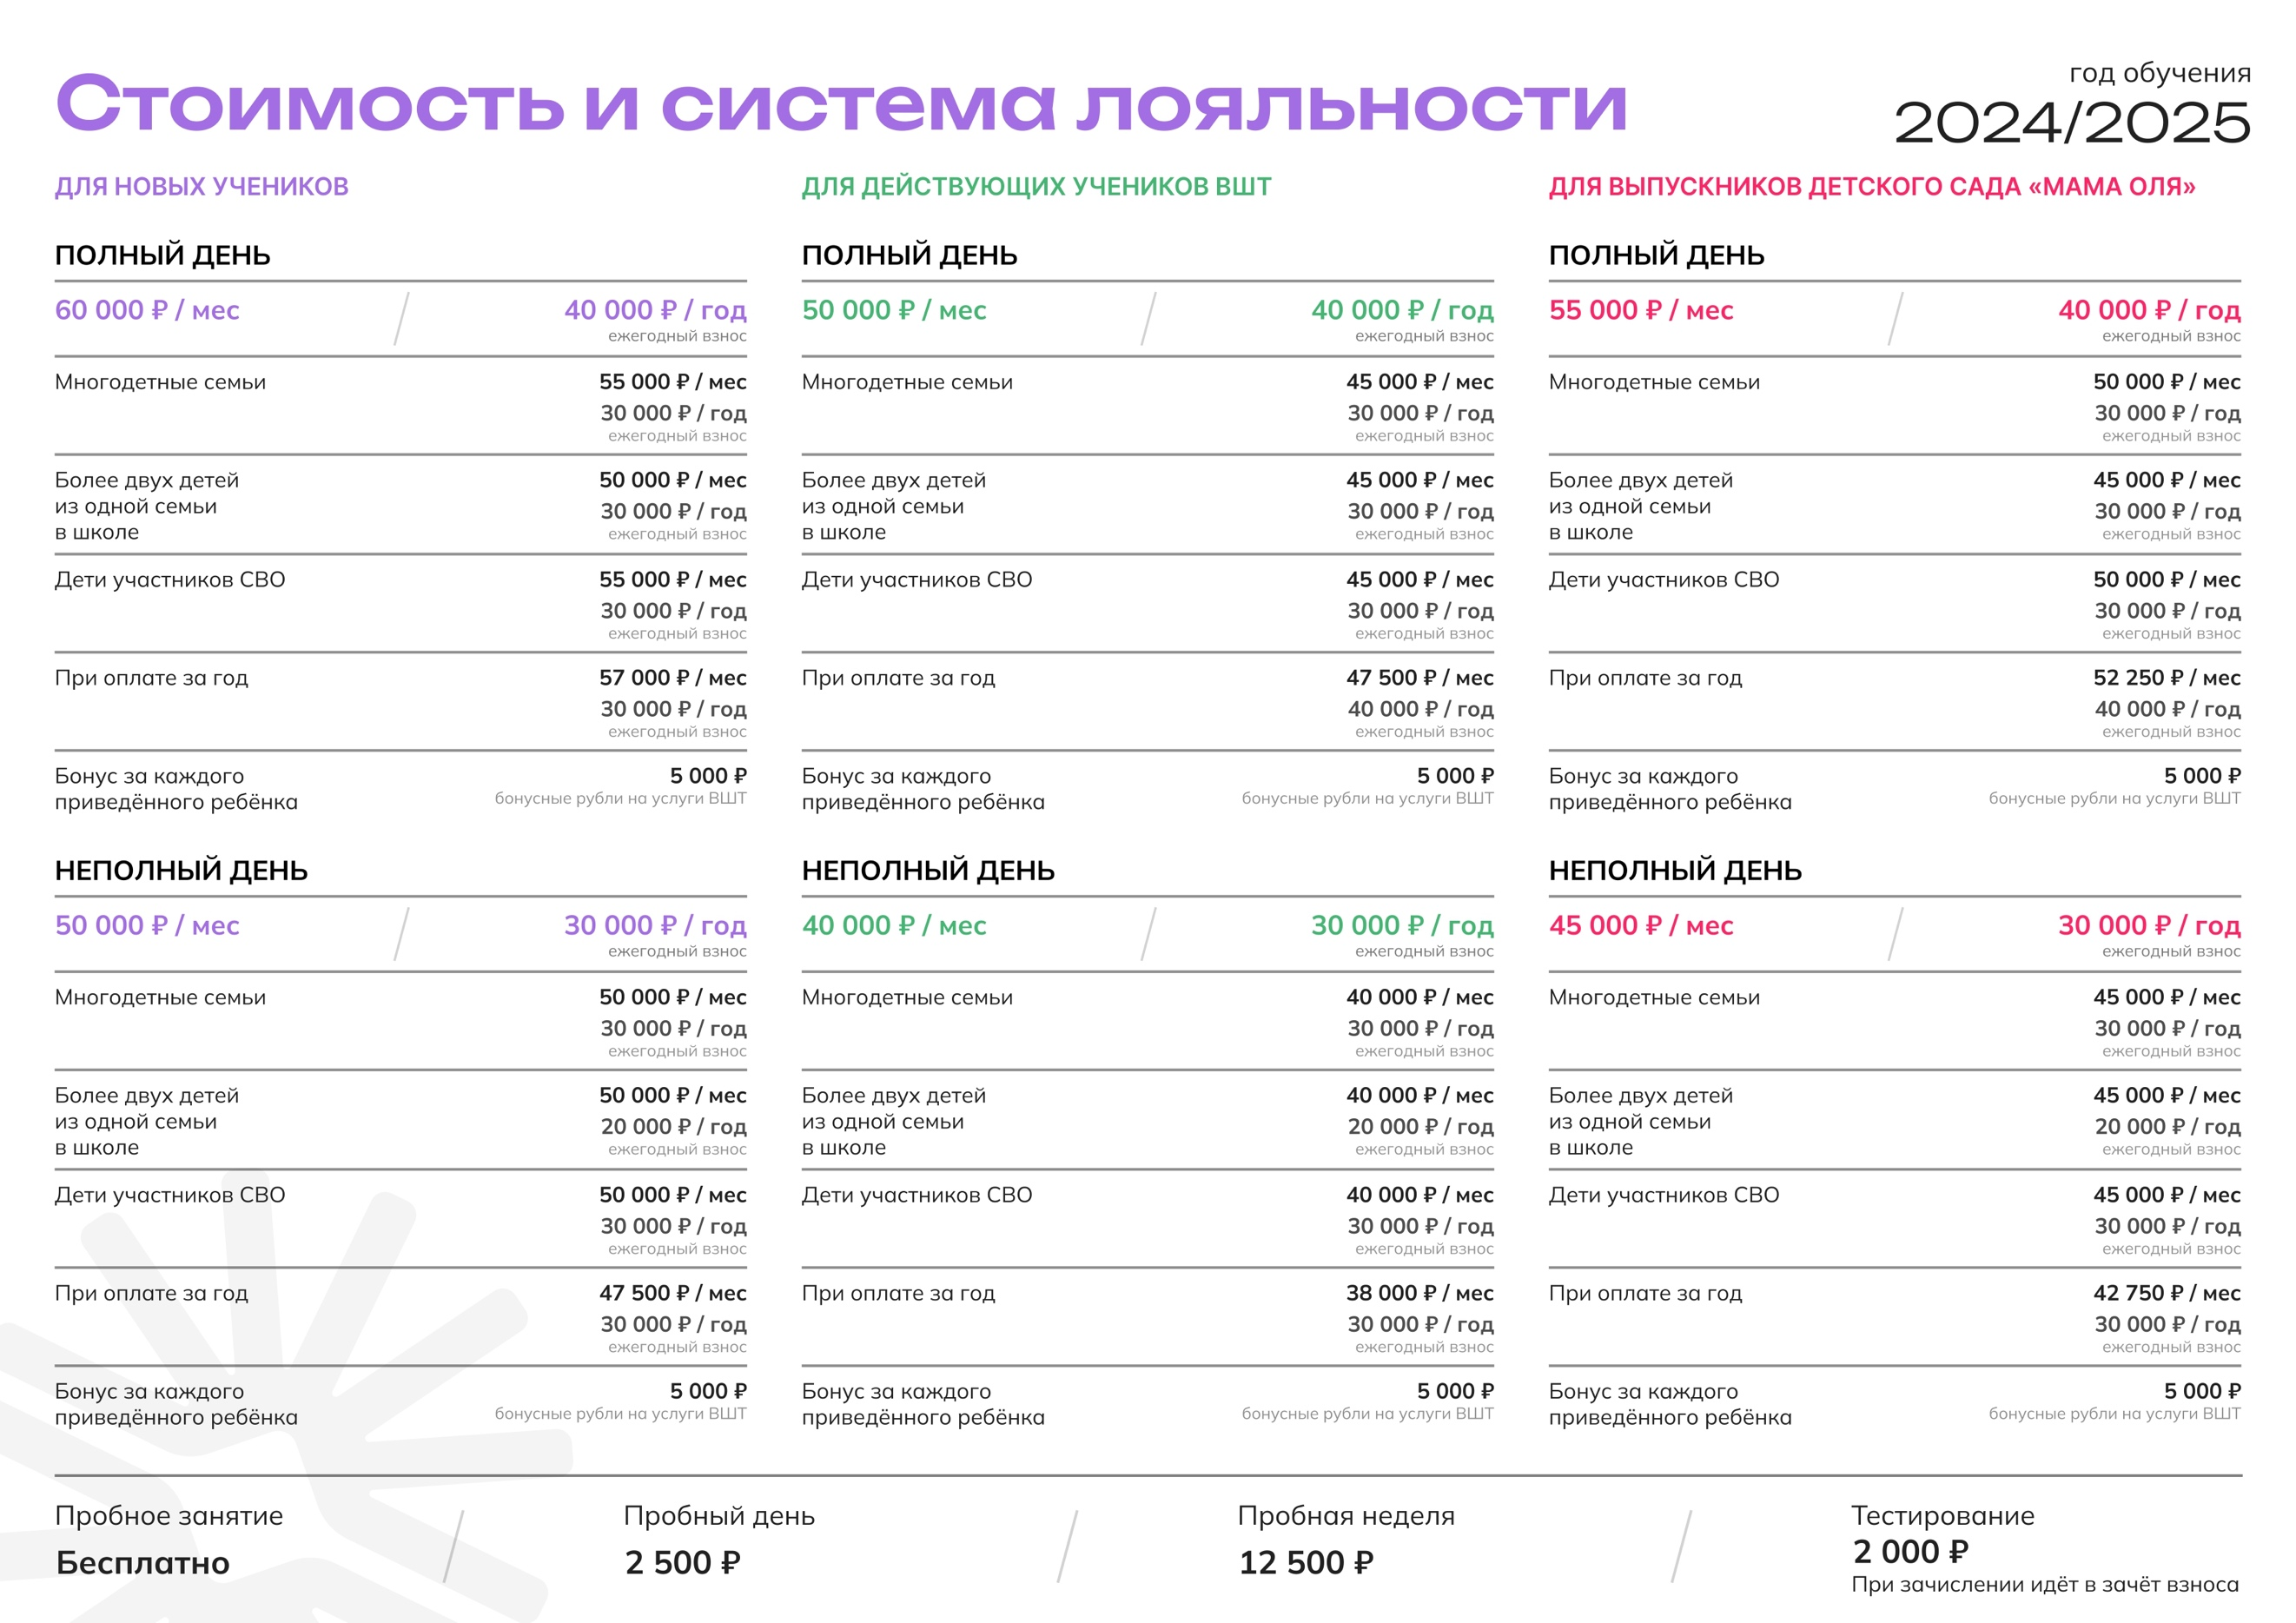 Стоимость и система лояльности
год обучения
2024/2025
ДЛЯ НОВЫХ УЧЕНИКОВ
ПОЛНЫЙ ДЕНЬ
60 000 ₽ / мес
40 000 ₽ / год
ежегодный взнос
Многодетные семьи
55 000 ₽ / мес
30 000 ₽ / год
ежегодный взнос
Более двух детей
из одной семьи
в школе
50 000 ₽ / мес
30 000 ₽ / год
ежегодный взнос
Дети участников СВО
55 000 ₽ / мес
30 000 ₽ / год
ежегодный взнос
При оплате за год
57 000 ₽ / мес
30 000 ₽ / год
ежегодный взнос
Бонус за каждого
приведённого ребёнка
5 000 ₽
бонусные рубли на услуги ВШТ
НЕПОЛНЫЙ ДЕНЬ
50 000 ₽ / мес
30 000 ₽ / год
ежегодный взнос
Многодетные семьи
50 000 ₽ / мес
30 000 ₽ / год
ежегодный взнос
Более двух детей
из одной семьи
в школе
50 000 ₽ / мес
20 000 ₽ / год
ежегодный взнос
Дети участников СВО
50 000 ₽ / мес
30 000 ₽ / год
ежегодный взнос
При оплате за год
47 500 ₽ / мес
30 000 ₽ / год
ежегодный взнос
Бонус за каждого
приведённого ребёнка
5 000 ₽
бонусные рубли на услуги ВШТ
ДЛЯ ДЕЙСТВУЮЩИХ УЧЕНИКОВ ВШТ
ПОЛНЫЙ ДЕНЬ
50 000 ₽ / мес
40 000 ₽ / год
ежегодный взнос
Многодетные семьи
45 000 ₽ / мес
30 000 ₽ / год
ежегодный взнос
Более двух детей
из одной семьи
в школе
45 000 ₽ / мес
30 000 ₽ / год
ежегодный взнос
Дети участников СВО
45 000 ₽ / мес
30 000 ₽ / год
ежегодный взнос
При оплате за год
47 500 ₽ / мес
40 000 ₽ / год
ежегодный взнос
Бонус за каждого
приведённого ребёнка
5 000 ₽
бонусные рубли на услуги ВШТ
НЕПОЛНЫЙ ДЕНЬ
40 000 ₽ / мес
30 000 ₽ / год
ежегодный взнос
Многодетные семьи
40 000 ₽ / мес
30 000 ₽ / год
ежегодный взнос
Более двух детей
из одной семьи
в школе
40 000 ₽ / мес
20 000 ₽ / год
ежегодный взнос
Дети участников СВО
40 000 ₽ / мес
30 000 ₽ / год
ежегодный взнос
При оплате за год
38 000 ₽ / мес
30 000 ₽ / год
ежегодный взнос
Бонус за каждого
приведённого ребёнка
5 000 ₽
бонусные рубли на услуги ВШТ
ДЛЯ ВЫПУСКНИКОВ ДЕТСКОГО САДА «МАМА ОЛЯ»
ПОЛНЫЙ ДЕНЬ
55 000 ₽ / мес
40 000 ₽ / год
ежегодный взнос
Многодетные семьи
50 000 ₽ / мес
30 000 ₽ / год
ежегодный взнос
Более двух детей
из одной семьи
в школе
45 000 ₽ / мес
30 000 ₽ / год
ежегодный взнос
Дети участников СВО
50 000 ₽ / мес
30 000 ₽ / год
ежегодный взнос
При оплате за год
52 250 ₽ / мес
40 000 ₽ / год
ежегодный взнос
Бонус за каждого
приведённого ребёнка
5 000 ₽
бонусные рубли на услуги ВШТ
НЕПОЛНЫЙ ДЕНЬ
45 000 ₽ / мес
30 000 ₽ / год
ежегодный взнос
Многодетные семьи
45 000 ₽ / мес
30 000 ₽ / год
ежегодный взнос
Более двух детей
из одной семьи
в школе
45 000 ₽ / мес
20 000 ₽ / год
ежегодный взнос
Дети участников СВО
45 000 ₽ / мес
30 000 ₽ / год
ежегодный взнос
При оплате за год
42 750 ₽ / мес
30 000 ₽ / год
ежегодный взнос
Бонус за каждого
приведённого ребёнка
5 000 ₽
бонусные рубли на услуги ВШТ
Пробное занятие
Бесплатно
Пробный день
2 500 ₽
Пробная неделя
12 500 ₽
Тестирование
2 000 ₽
При зачислении идёт в зачёт взноса